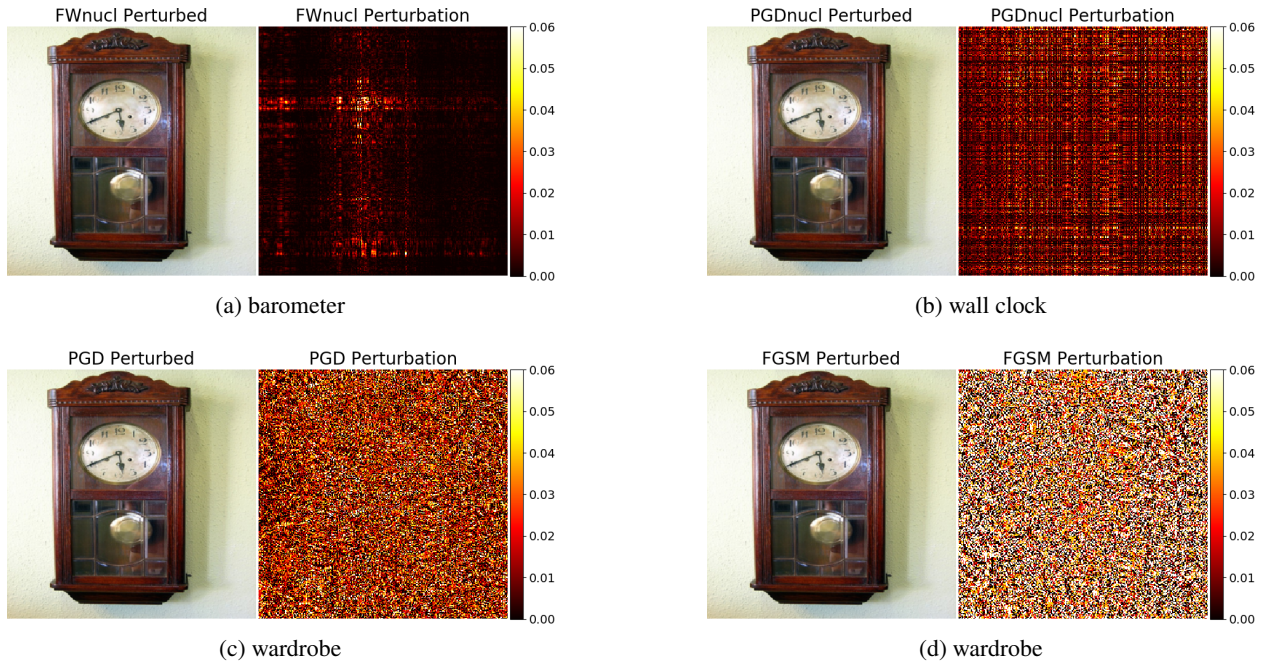 FWnucl Perturbed
FWnucl Perturbation
0.06
0.05
0.04
0.03
0.02
0.01
0.00
(a) barometer
PGDnucl Perturbed
PGDnucl Perturbation
0.06
0.05
0.04
0.03
0.02
0.01
0.00
(b) wall clock
PGD Perturbed
PGD Perturbation
0.06
0.05
0.04
0.03
0.02
0.01
0.00
(c) wardrobe
FGSM Perturbed
FGSM Perturbation
0.06
0.05
0.04
0.03
0.02
0.01
0.00
(d) wardrobe